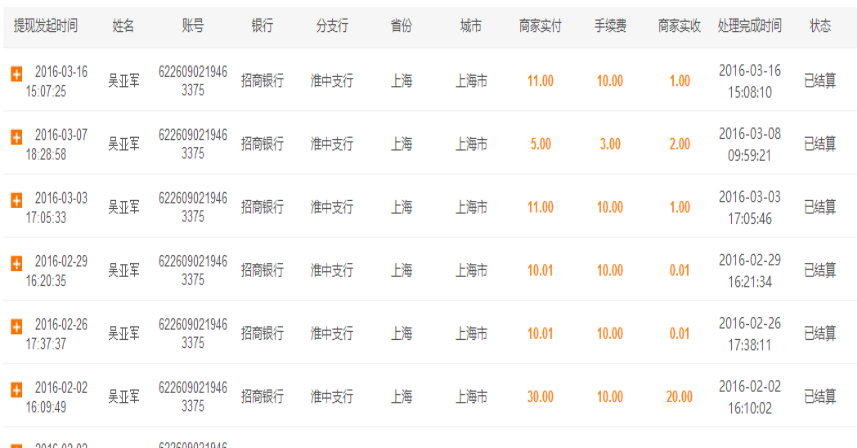 提现发起时间 姓名 账号 银行 分支行 省份 城市 商家实付 手续费 商家实收 处理完成时间 状态
2016-03-16 622609021946 2016-03-16
吴亚军 招商银行 淮中支行 上海 上海市 11.00 10.00 1.00 已结算
15:07:25 3375 15:08:10
2016-03-07 622609021946 2016-03-08
吴亚军 招商银行 淮中支行 上海 上海市 5.00 3.00 2.00 已结算
18:28:58 3375 09:59:21
2016-03-03 622609021946 2016-03-03
吴亚军 招商银行 淮中支行 上海 上海市 11.00 10.00 1.00 已结算
17:05:33 3375 17:05:46
2016-02-29 622609021946 2016-02-29
吴亚军 招商银行 淮中支行 上海 上海市 10.01 10.00 0.01 已结算
16:20:35 3375 16:21:34
2016-02-26 622609021946 2016-02-26
吴亚军 招商银行 淮中支行 上海 上海市 10.01 10.00 0.01 已结算
17:37:37 3375 17:38:11
2016-02-02 622609021946 2016-02-02
吴亚军 招商银行 淮中支行 上海 上海市 30.00 10.00 20.00 已结算
16:09:49 3375 16:10:02